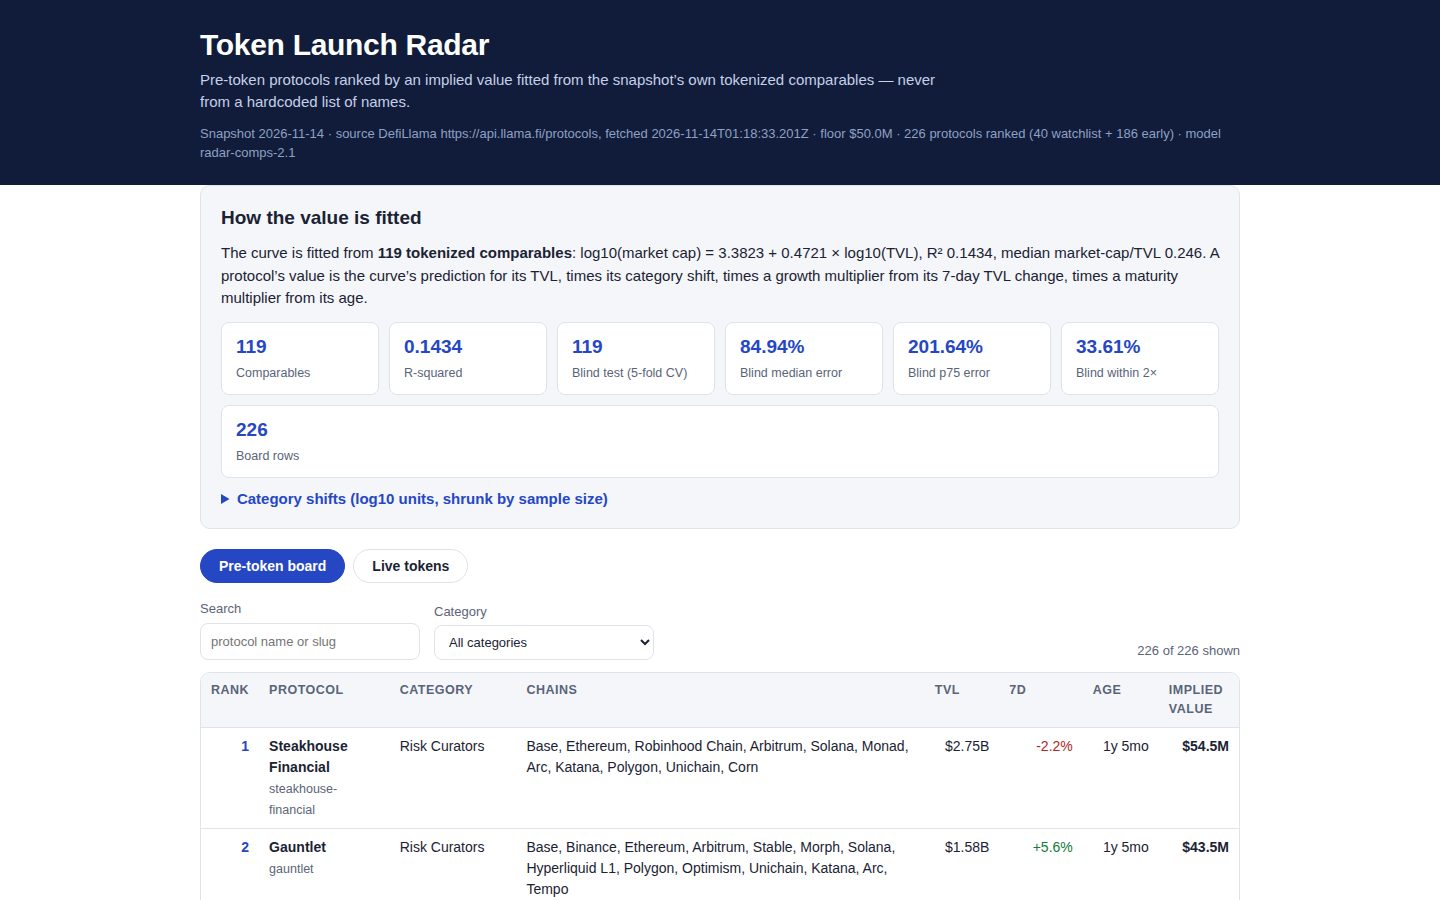 Token Launch Radar
Pre-token protocols ranked by an implied value fitted from the snapshot's own tokenized comparables — never
from a hardcoded list of names.
Snapshot 2026-11-14 · source DefiLlama https://api.llama.fi/protocols, fetched 2026-11-14T01:18:33.201Z · floor $50.0M · 226 protocols ranked (40 watchlist + 186 early) · model
radar-comps-2.1
How the value is fitted
The curve is fitted from 119 tokenized comparables: log10(market cap) = 3.3823 + 0.4721 × log10(TVL), R² 0.1434, median market-cap/TVL 0.246. A
protocol's value is the curve's prediction for its TVL, times its category shift, times a growth multiplier from its 7-day TVL change, times a maturity
multiplier from its age.
119 0.1434 119 84.94% 201.64% 33.61%
Comparables R-squared Blind test (5-fold CV) Blind median error Blind p75 error Blind within 2×
226
Board rows
▶ Category shifts (log10 units, shrunk by sample size)
Pre-token board Live tokens
Search Category
protocol name or slug All categories
226 of 226 shown
RANK PROTOCOL CATEGORY CHAINS TVL 7D AGE IMPLIED
VALUE
1 Steakhouse Risk Curators Base, Ethereum, Robinhood Chain, Arbitrum, Solana, Monad, $2.75B -2.2% 1y 5mo $54.5M
Financial Arc, Katana, Polygon, Unichain, Corn
steakhouse-
financial
2 Gauntlet Risk Curators Base, Binance, Ethereum, Arbitrum, Stable, Morph, Solana, $1.58B +5.6% 1y 5mo $43.5M
gauntlet Hyperliquid L1, Polygon, Optimism, Unichain, Katana, Arc,
Tempo